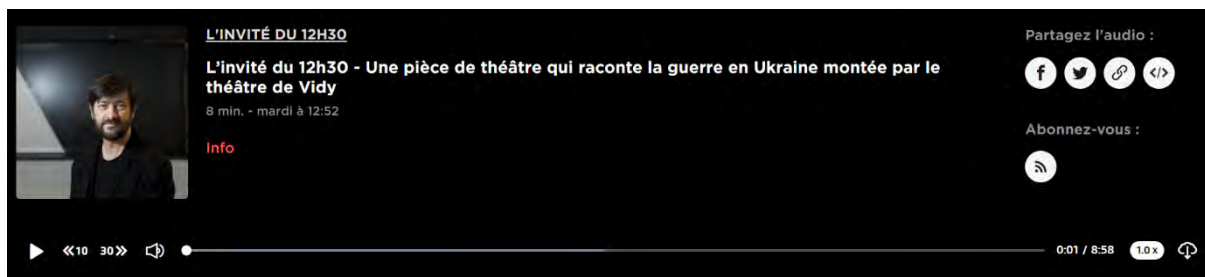 L'INVITÉ DU 12H30
L'invité du 12h30 - Une pièce de théâtre qui raconte la guerre en Ukraine montée par le
théâtre de Vidy
8 min. - mardi à 12:52
Info
Partagez l'audio :
f </>
Abonnez-vous :
10 30 0:01 / 8:58 1.0 x